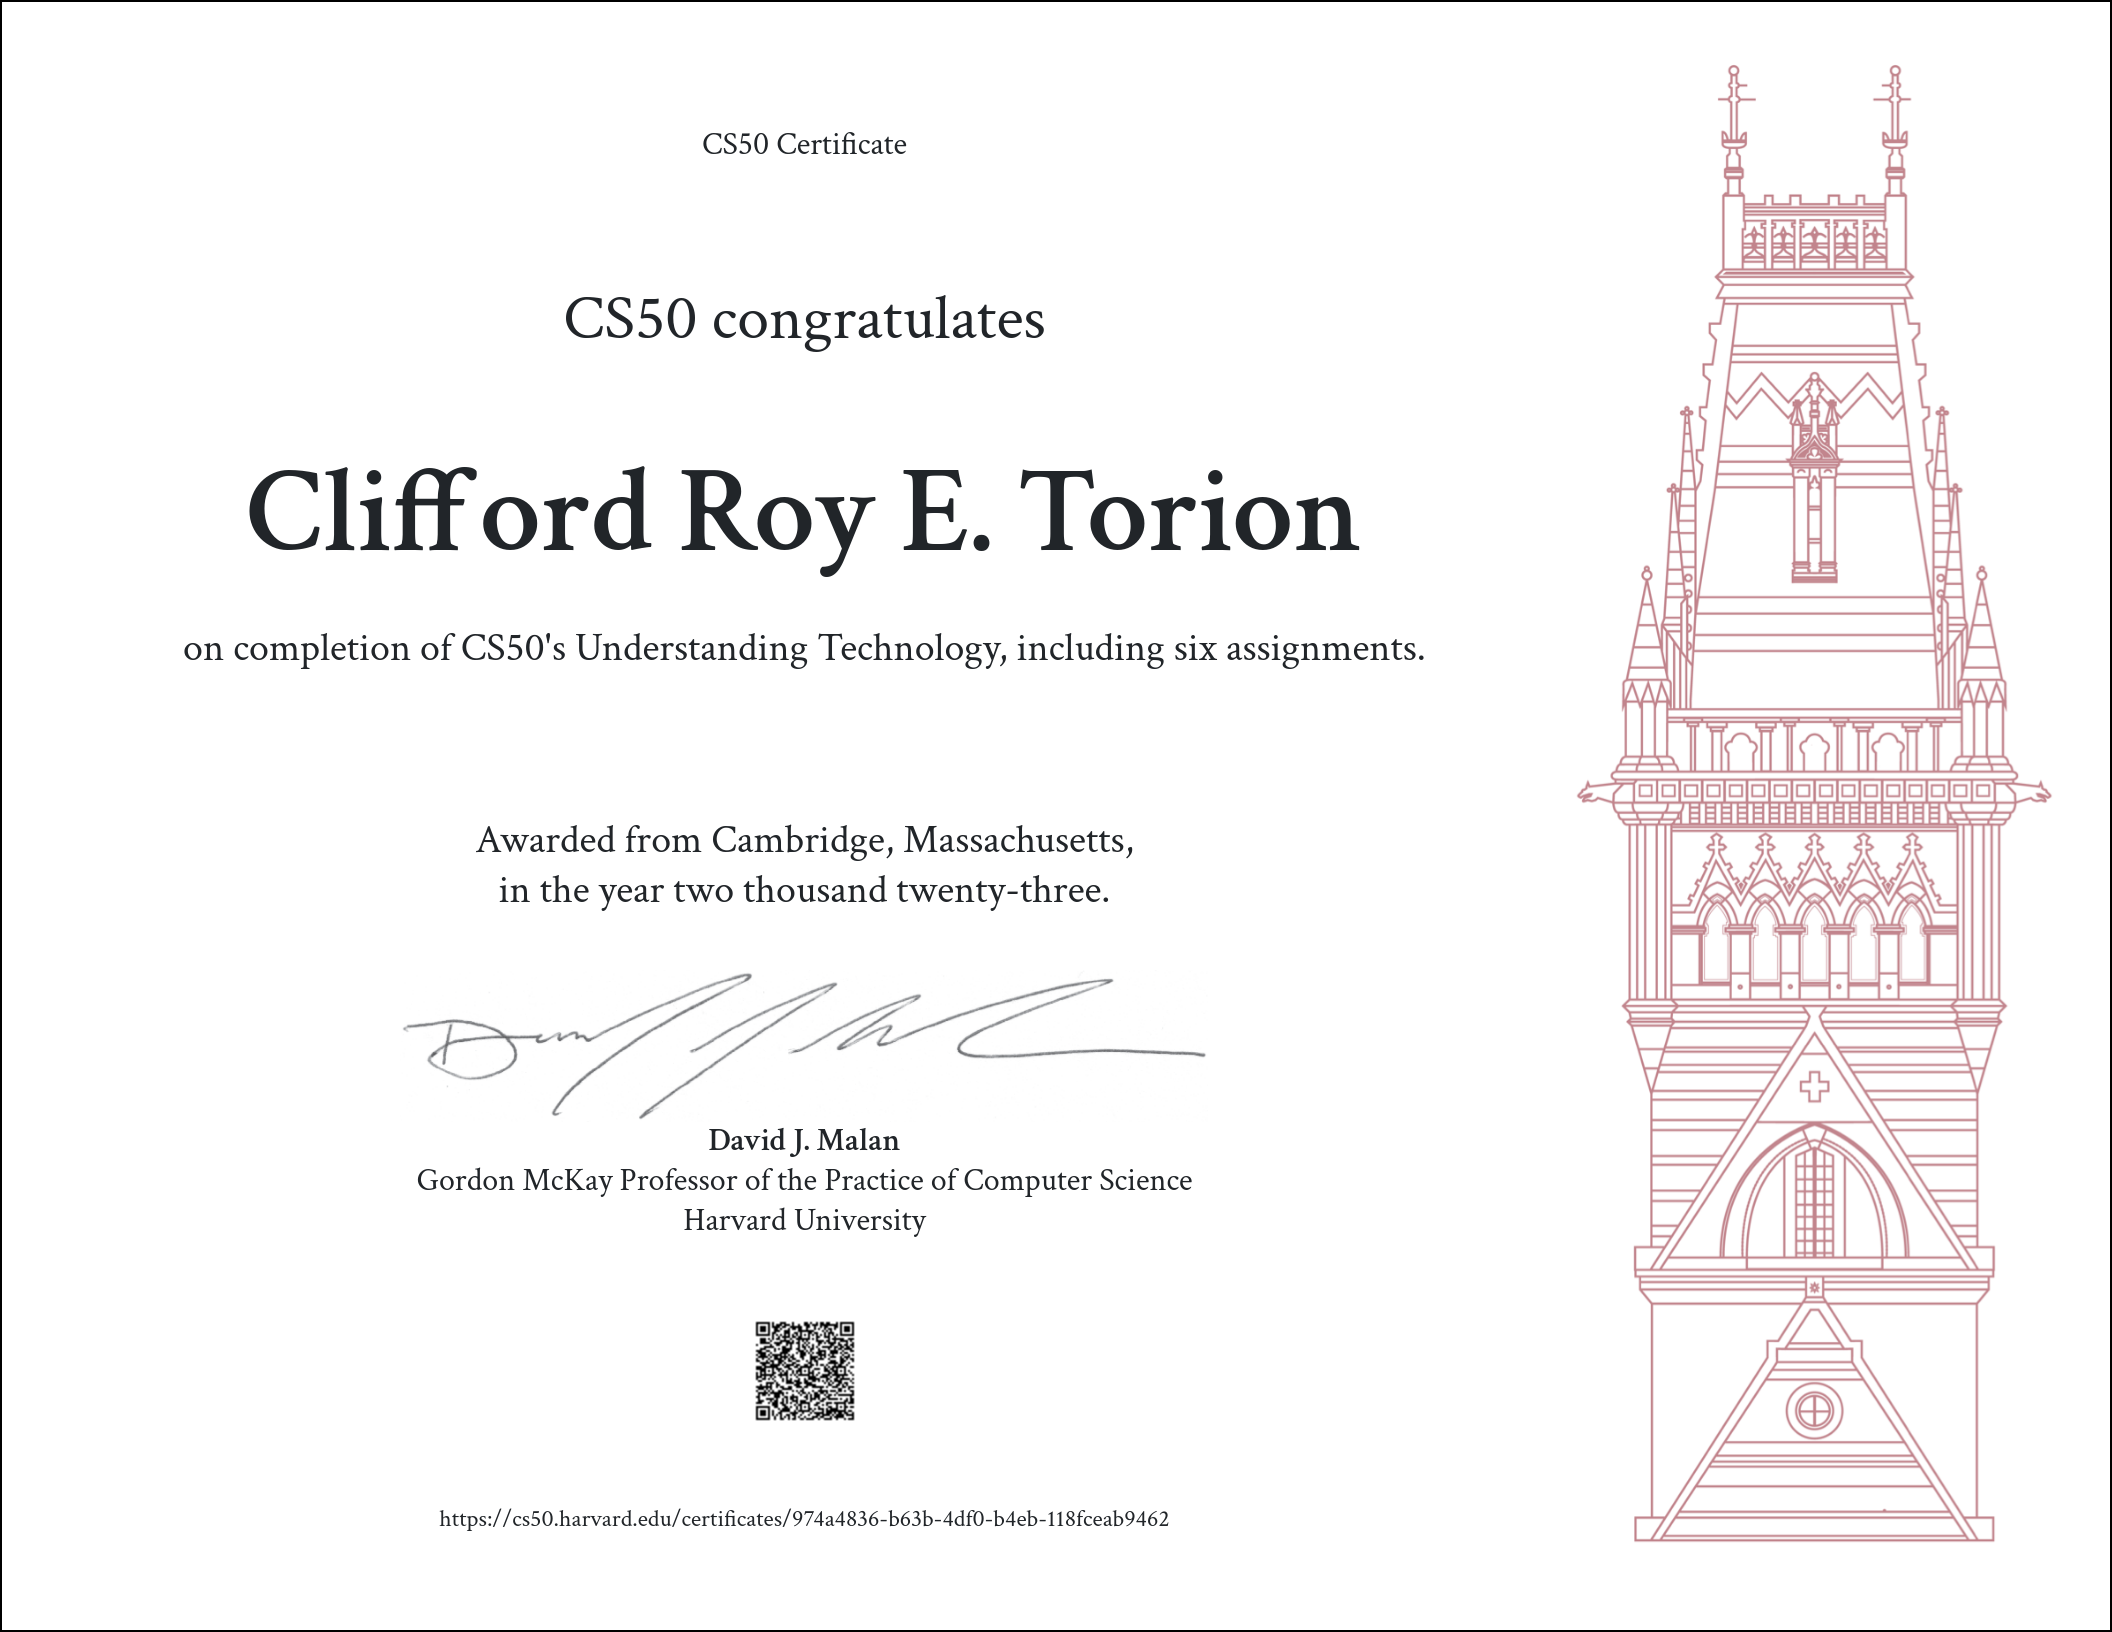 CS50 Certificate
CS50 congratulates
Clifford Roy E. Torion
on completion of CS50's Understanding Technology, including six assignments.
Awarded from Cambridge, Massachusetts,
in the year two thousand twenty-three.
David J. Malan
Gordon McKay Professor of the Practice of Computer Science
Harvard University
https://cs50.harvard.edu/certificates/974a4836-b63b-4df0-b4eb-118fceab9462